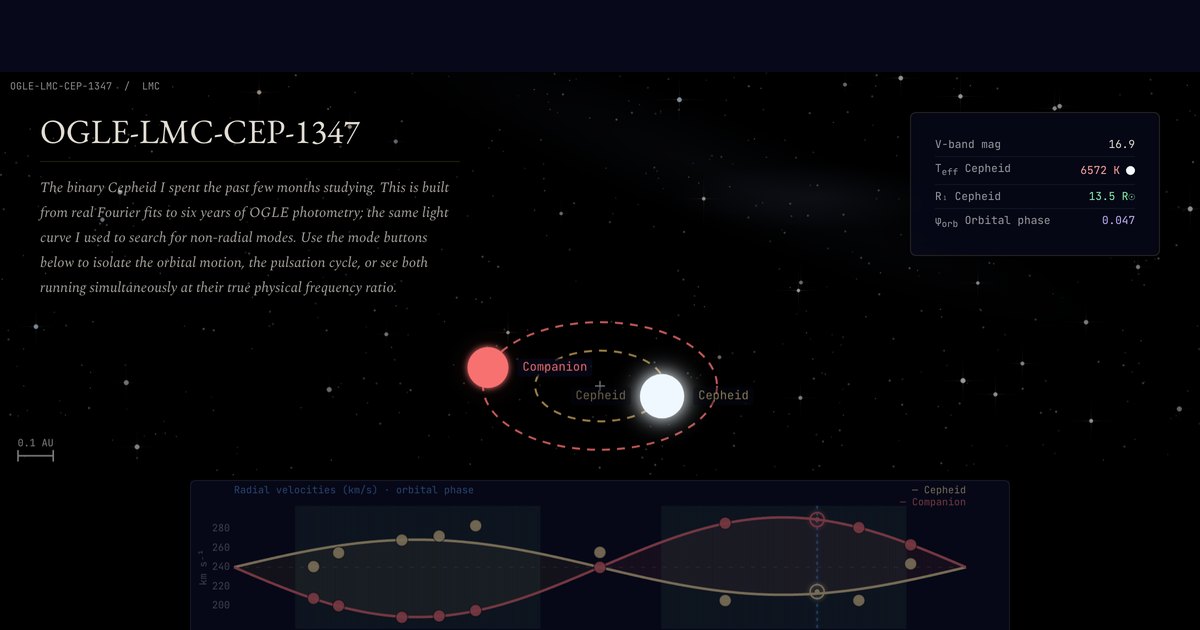 OGLE-LMC-CEP-1347 / LMC
OGLE-LMC-CEP-1347
The binary Cepheid I spent the past few months studying. This is built
from real Fourier fits to six years of OGLE photometry; the same light
curve I used to search for non-radial modes. Use the mode buttons
below to isolate the orbital motion, the pulsation cycle, or see both
running simultaneously at their true physical frequency ratio.
V-band mag 16.9
Teff Cepheid 6572 K
R₁ Cepheid 13.5 R☉
φorb Orbital phase 0.047
Companion
Cepheid
Cepheid
0.1 AU
Radial velocities (km/s) · orbital phase
— Cepheid
— Companion
280
260
240
220
200
km s⁻¹